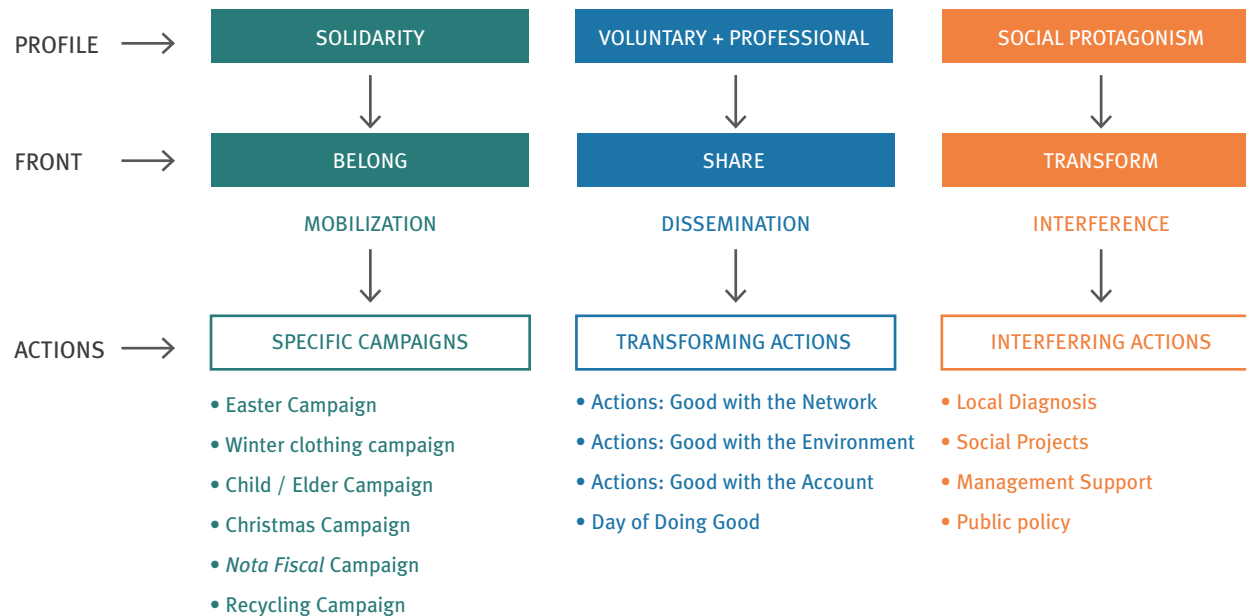 PROFILE
SOLIDARITY
VOLUNTARY + PROFESSIONAL
SOCIAL PROTAGONISM
FRONT
BELONG
SHARE
TRANSFORM
MOBILIZATION
DISSEMINATION
INTERFERENCE
ACTIONS
SPECIFIC CAMPAIGNS
TRANSFORMING ACTIONS
INTERFERRING ACTIONS
• Easter Campaign
• Winter clothing campaign
• Child / Elder Campaign
• Christmas Campaign
• Nota Fiscal Campaign
• Recycling Campaign
• Actions: Good with the Network
• Actions: Good with the Environment
• Actions: Good with the Account
• Day of Doing Good
• Local Diagnosis
• Social Projects
• Management Support
• Public policy